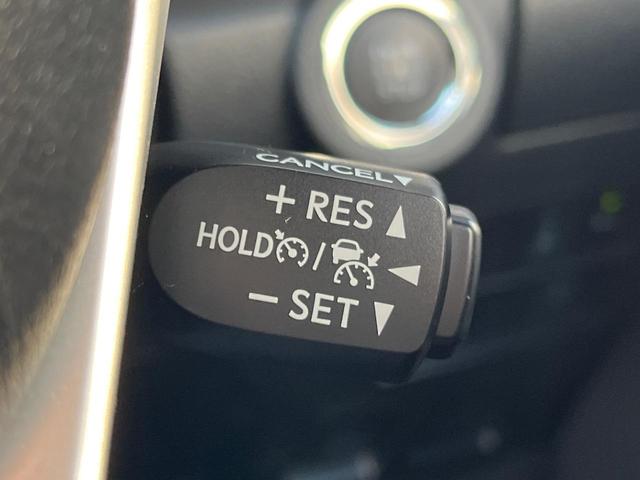 CANCEL▼
+ RES ▲
HOLD / ◀
− SET ▼